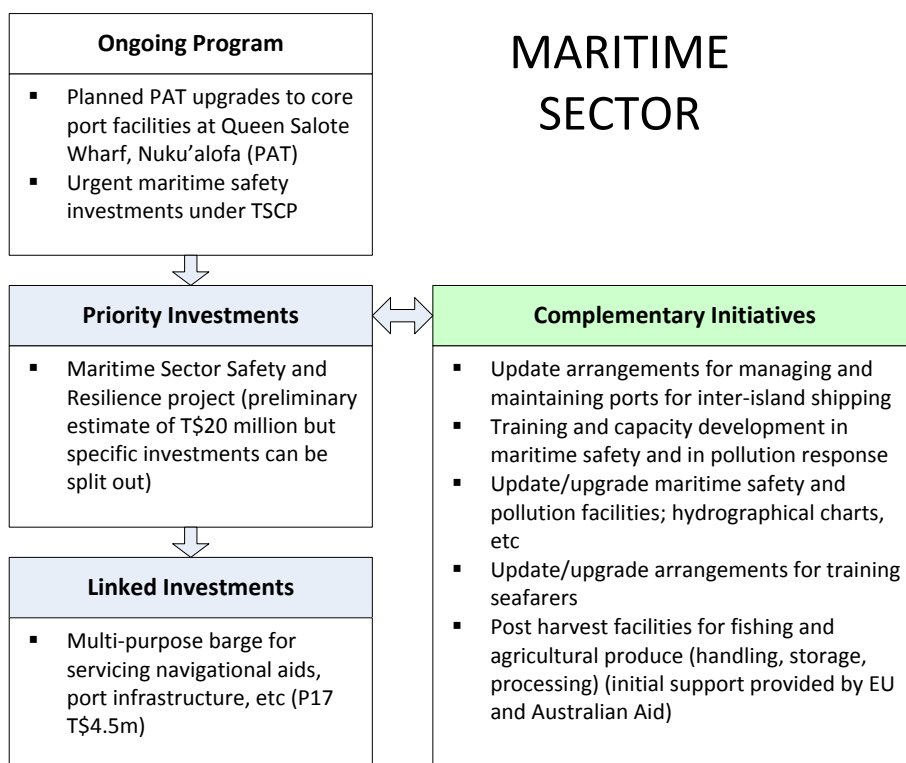 MARITIME
SECTOR
Ongoing Program
▪ Planned PAT upgrades to core
port facilities at Queen Salote
Wharf, Nuku’alofa (PAT)
▪ Urgent maritime safety
investments under TSCP
Priority Investments
▪ Maritime Sector Safety and
Resilience project (preliminary
estimate of T$20 million but
specific investments can be
split out)
Linked Investments
▪ Multi-purpose barge for
servicing navigational aids,
port infrastructure, etc (P17
T$4.5m)
Complementary Initiatives
▪ Update arrangements for managing and
maintaining ports for inter-island shipping
▪ Training and capacity development in
maritime safety and in pollution response
▪ Update/upgrade maritime safety and
pollution facilities; hydrographical charts,
etc
▪ Update/upgrade arrangements for training
seafarers
▪ Post harvest facilities for fishing and
agricultural produce (handling, storage,
processing) (initial support provided by EU
and Australian Aid)